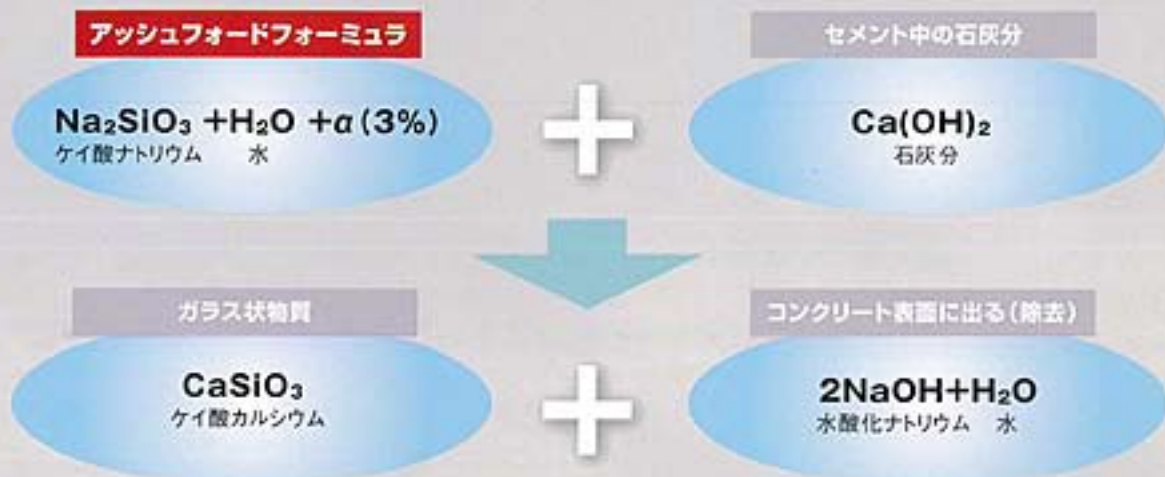 アッシュフォードフォーミュラ
Na₂SiO₃ +H₂O +α(3%)
ケイ酸ナトリウム 水
セメント中の石灰分
Ca(OH)₂
石灰分
ガラス状物質
CaSiO₃
ケイ酸カルシウム
コンクリート表面に出る(除去)
2NaOH+H₂O
水酸化ナトリウム 水